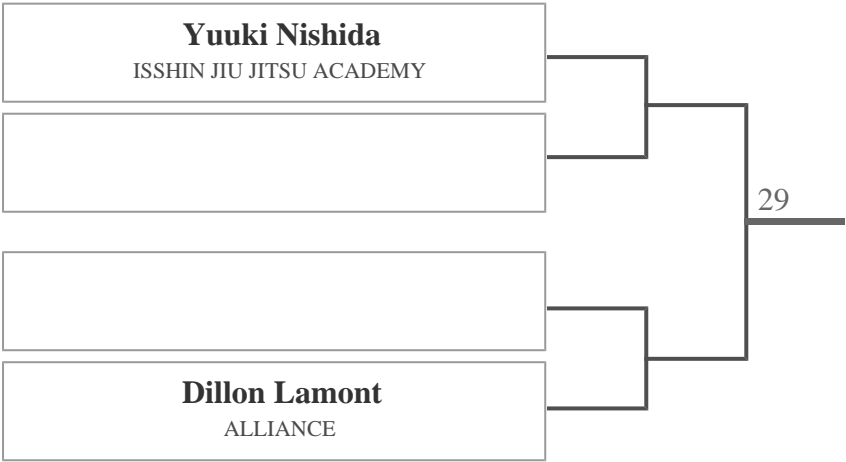 Yuuki Nishida
ISSHIN JIU JITSU ACADEMY
29
Dillon Lamont
ALLIANCE